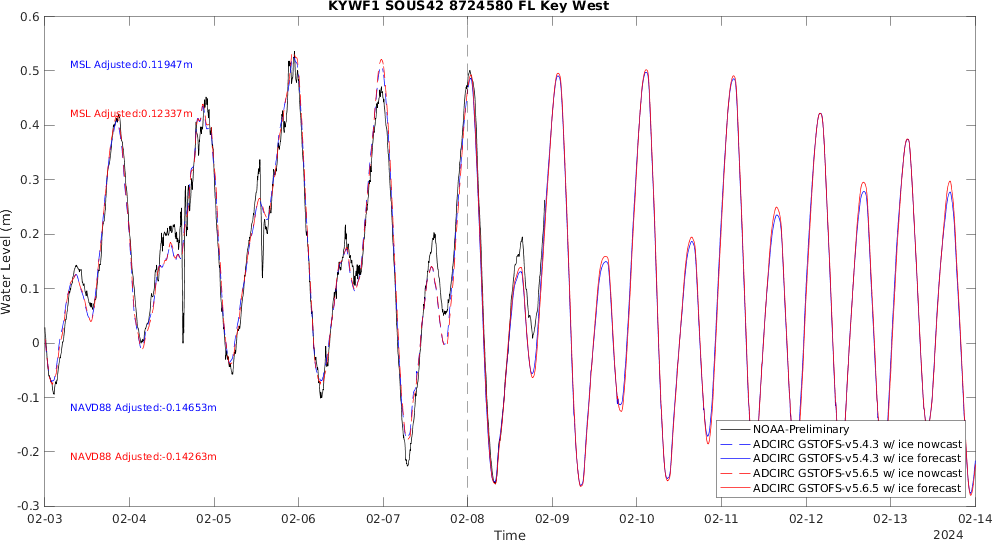 KYWF1 SOUS42 8724580 FL Key West
0.6
0.5
0.4
0.3
0.2
0.1
0
-0.1
-0.2
-0.3
Water Level (m)
MSL Adjusted:0.11947m
MSL Adjusted:0.12337m
NAVD88 Adjusted:-0.14653m
NAVD88 Adjusted:-0.14263m
NOAA-Preliminary
ADCIRC GSTOFS-v5.4.3 w/ ice nowcast
ADCIRC GSTOFS-v5.4.3 w/ ice forecast
ADCIRC GSTOFS-v5.6.5 w/ ice nowcast
ADCIRC GSTOFS-v5.6.5 w/ ice forecast
02-03 02-04 02-05 02-06 02-07 02-08 02-09 02-10 02-11 02-12 02-13 02-14
Time
2024